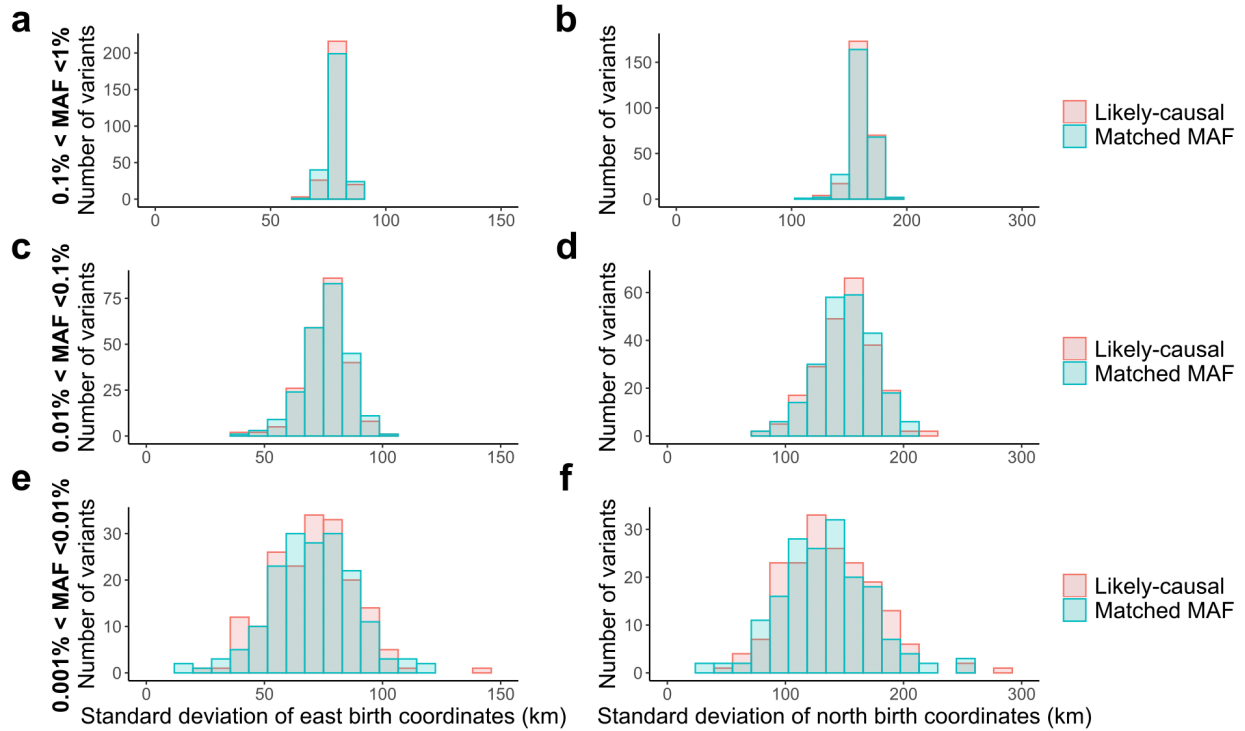 a
b
0.1% < MAF <1%
Number of variants
200
150
100
50
0
0
50
100
150
Number of variants
150
100
50
0
0
100
200
300
Likely-causal
Matched MAF
c
d
0.01% < MAF <0.1%
Number of variants
75
50
25
0
0
50
100
150
Number of variants
60
40
20
0
0
100
200
300
Likely-causal
Matched MAF
e
f
0.001% < MAF <0.01%
Number of variants
30
20
10
0
0
50
100
150
Standard deviation of east birth coordinates (km)
Number of variants
30
20
10
0
0
100
200
300
Standard deviation of north birth coordinates (km)
Likely-causal
Matched MAF